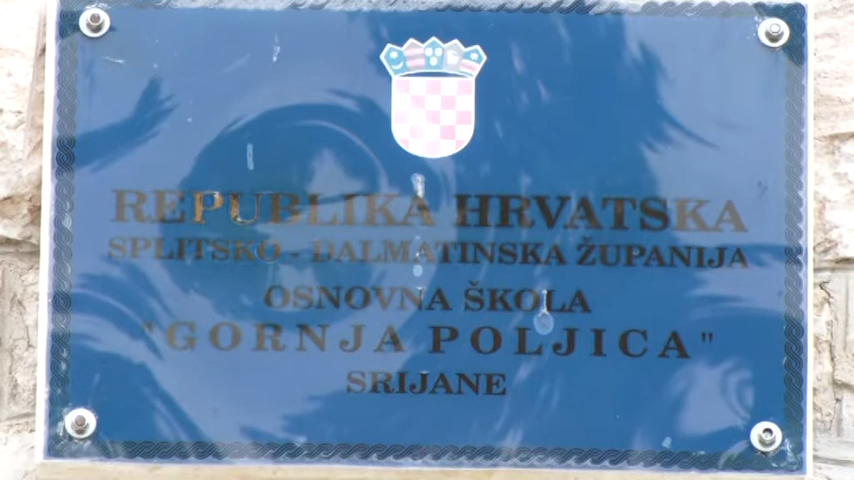 REPUBLIKA HRVATSKA
SPLITSKO - DALMATINSKA ŽUPANIJA
OSNOVNA ŠKOLA
"GORNJA POLJICA"
SRIJANE